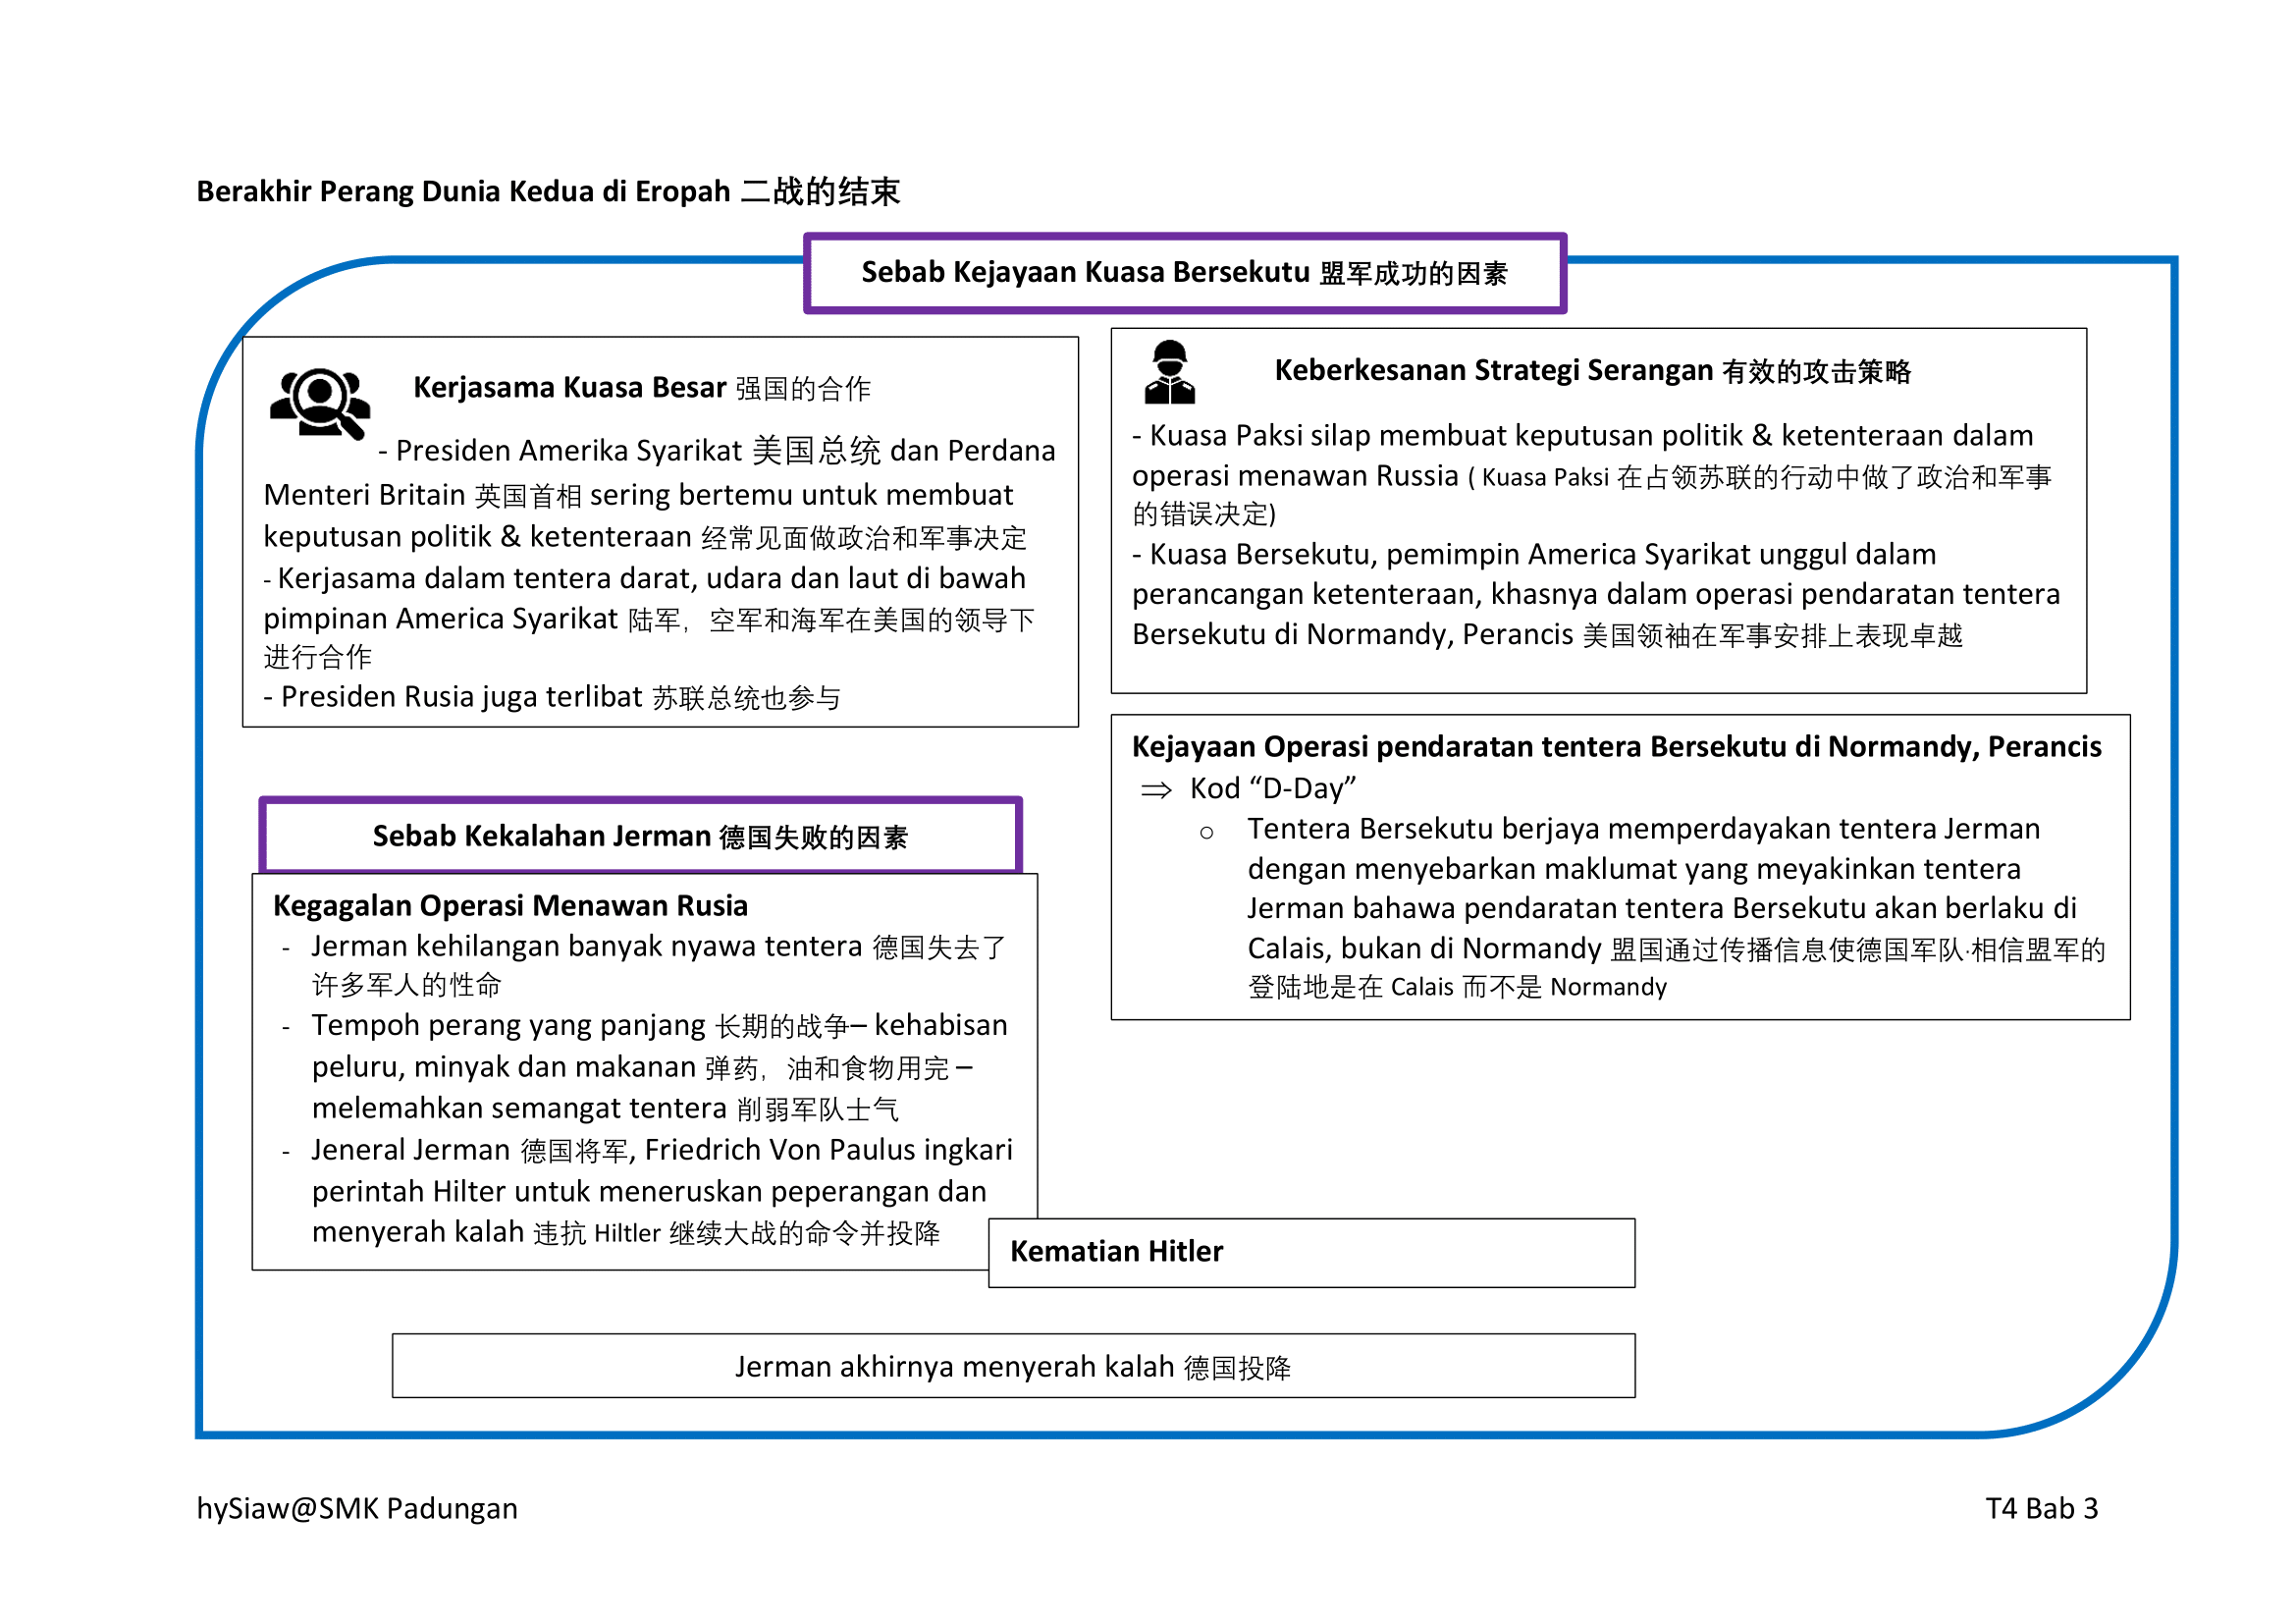 Berakhir Perang Dunia Kedua di Eropah 二战的结束
Sebab Kejayaan Kuasa Bersekutu 盟军成功的因素
Kerjasama Kuasa Besar 强国的合作
- Presiden Amerika Syarikat 美国总统 dan Perdana
Menteri Britain 英国首相 sering bertemu untuk membuat
keputusan politik & ketenteraan 经常见面做政治和军事决定
- Kerjasama dalam tentera darat, udara dan laut di bawah
pimpinan America Syarikat 陆军，空军和海军在美国的领导下
进行合作
- Presiden Rusia juga terlibat 苏联总统也参与
Keberkesanan Strategi Serangan 有效的攻击策略
- Kuasa Paksi silap membuat keputusan politik & ketenteraan dalam
operasi menawan Russia ( Kuasa Paksi 在占领苏联的行动中做了政治和军事
的错误决定)
- Kuasa Bersekutu, pemimpin America Syarikat unggul dalam
perancangan ketenteraan, khasnya dalam operasi pendaratan tentera
Bersekutu di Normandy, Perancis 美国领袖在军事安排上表现卓越
Kejayaan Operasi pendaratan tentera Bersekutu di Normandy, Perancis
⇒ Kod “D-Day”
○ Tentera Bersekutu berjaya memperdayakan tentera Jerman
dengan menyebarkan maklumat yang meyakinkan tentera
Jerman bahawa pendaratan tentera Bersekutu akan berlaku di
Calais, bukan di Normandy 盟国通过传播信息使德国军队·相信盟军的
登陆地是在 Calais 而不是 Normandy
Sebab Kekalahan Jerman 德国失败的因素
Kegagalan Operasi Menawan Rusia
- Jerman kehilangan banyak nyawa tentera 德国失去了
许多军人的性命
- Tempoh perang yang panjang 长期的战争– kehabisan
peluru, minyak dan makanan 弹药，油和食物用完 –
melemahkan semangat tentera 削弱军队士气
- Jeneral Jerman 德国将军, Friedrich Von Paulus ingkari
perintah Hilter untuk meneruskan peperangan dan
menyerah kalah 违抗 Hiltler 继续大战的命令并投降
Kematian Hitler
Jerman akhirnya menyerah kalah 德国投降
hySiaw@SMK Padungan
T4 Bab 3